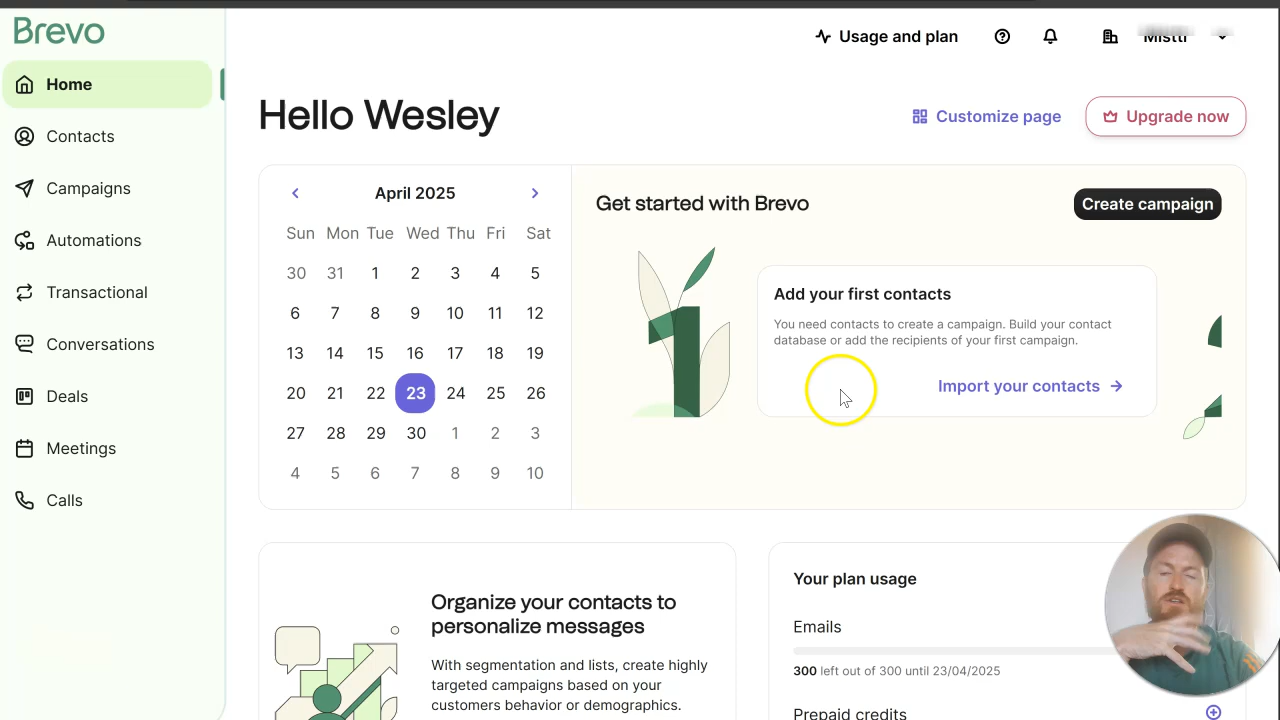 Brevo
Usage and plan
Home
Contacts
Campaigns
Automations
Transactional
Conversations
Deals
Meetings
Calls
Hello Wesley
Customize page
Upgrade now
April 2025
Sun Mon Tue Wed Thu Fri Sat
30 31 1 2 3 4 5
6 7 8 9 10 11 12
13 14 15 16 17 18 19
20 21 22 23 24 25 26
27 28 29 30 1 2 3
4 5 6 7 8 9 10
Get started with Brevo
Create campaign
1
Add your first contacts
You need contacts to create a campaign. Build your contact
database or add the recipients of your first campaign.
Import your contacts
Organize your contacts to
personalize messages
With segmentation and lists, create highly
targeted campaigns based on your
customers behavior or demographics.
Your plan usage
Emails
300 left out of 300 until 23/04/2025
Prepaid credits